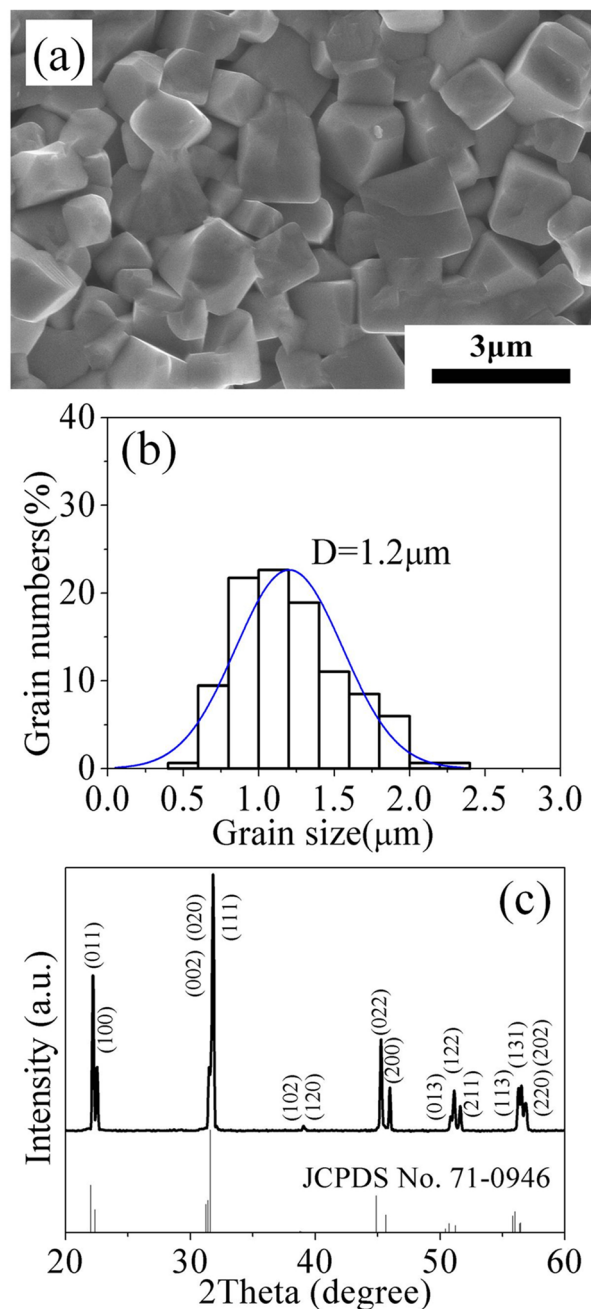 (a)
3μm
(b)
D=1.2μm
40
30
20
10
0
Grain numbers(%)
0.0 0.5 1.0 1.5 2.0 2.5 3.0
Grain size(μm)
(c)
(011)
(100)
(002) (020)
(111)
(102)
(120)
(022)
(200)
(013)
(122)
(211)
(113)
(131)
(220) (202)
Intensity (a.u.)
JCPDS No. 71-0946
20 30 40 50 60
2Theta (degree)